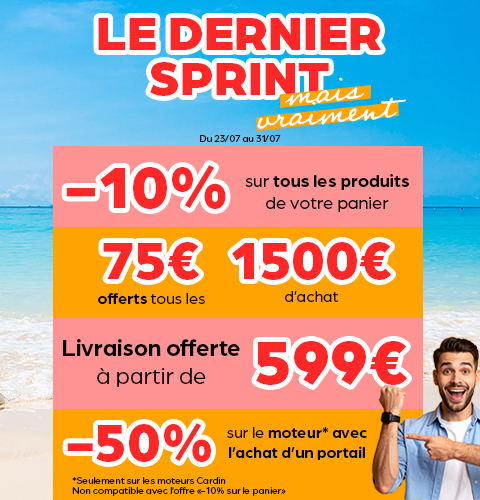 LE DERNIER
SPRINT
mais
vraiment
Du 23/07 au 31/07
-10% sur tous les produits
de votre panier
75€ 1500€
offerts tous les d'achat
Livraison offerte
à partir de 599€
-50% sur le moteur* avec
l'achat d'un portail
*Seulement sur les moteurs Cardin
Non compatible avec l'offre «-10% sur le panier»